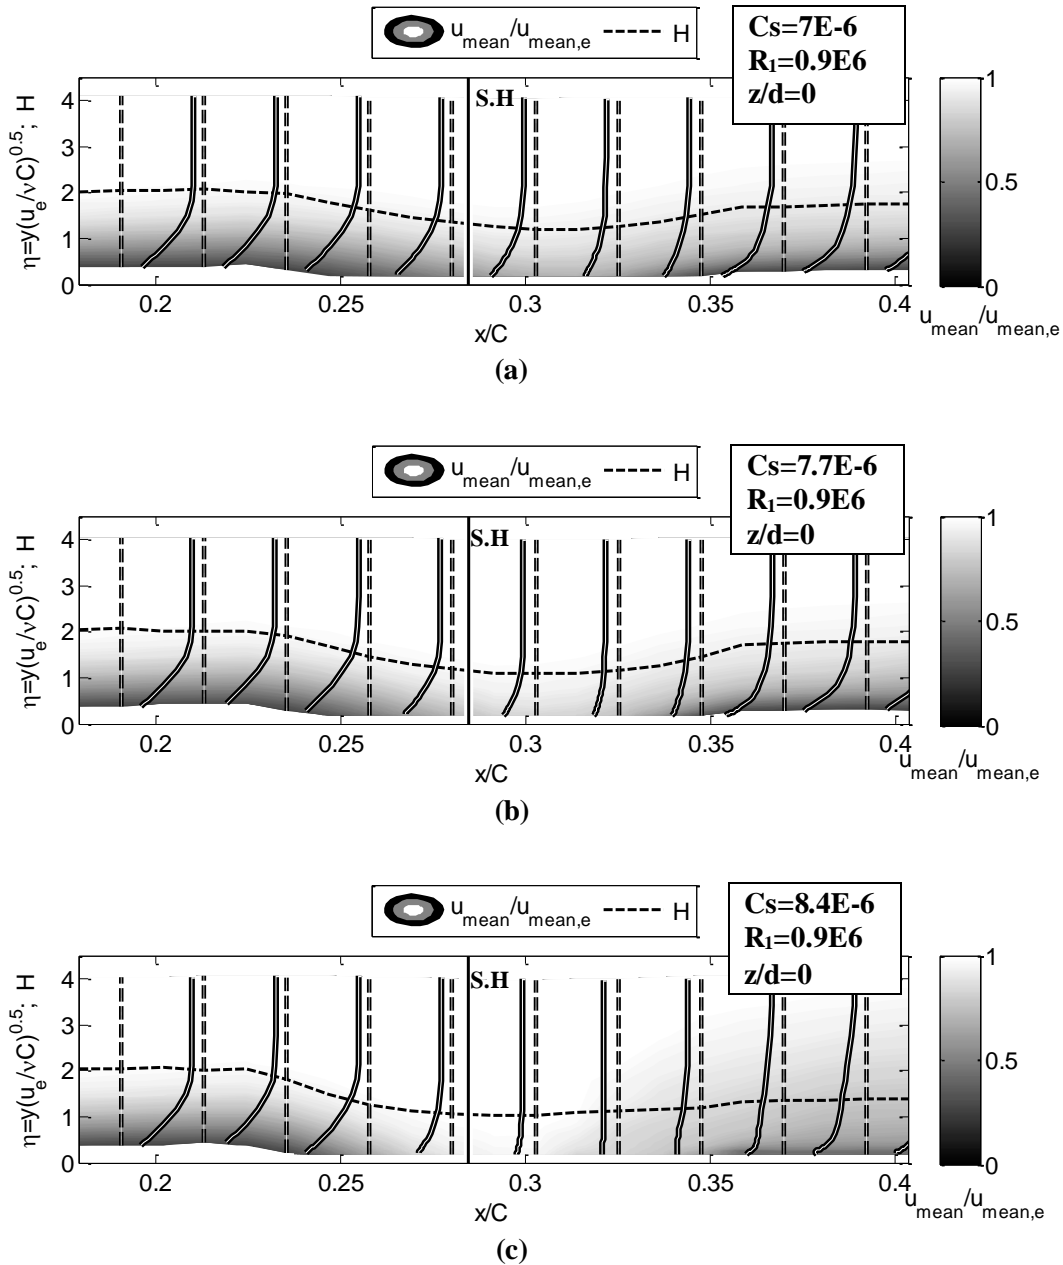 u_mean/u_mean,e H
Cs=7E-6
R₁=0.9E6
z/d=0
S.H
η=y(u_e/νC)^0.5; H
4
3
2
1
0
0.2 0.25 0.3 0.35 0.4
x/C
1
0.5
0
u_mean/u_mean,e
(a)
u_mean/u_mean,e H
Cs=7.7E-6
R₁=0.9E6
z/d=0
S.H
η=y(u_e/νC)^0.5; H
4
3
2
1
0
0.2 0.25 0.3 0.35 0.4
x/C
1
0.5
0
u_mean/u_mean,e
(b)
u_mean/u_mean,e H
Cs=8.4E-6
R₁=0.9E6
z/d=0
S.H
η=y(u_e/νC)^0.5; H
4
3
2
1
0
0.2 0.25 0.3 0.35 0.4
x/C
1
0.5
0
u_mean/u_mean,e
(c)